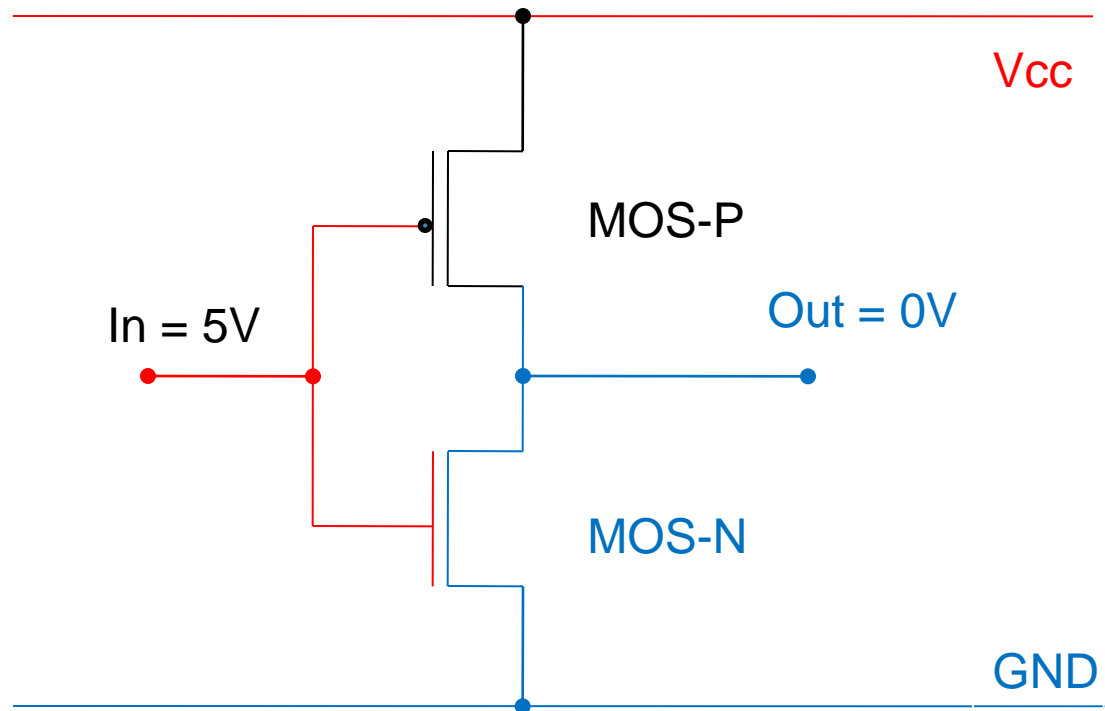 Vcc
MOS-P
In = 5V
Out = 0V
MOS-N
GND